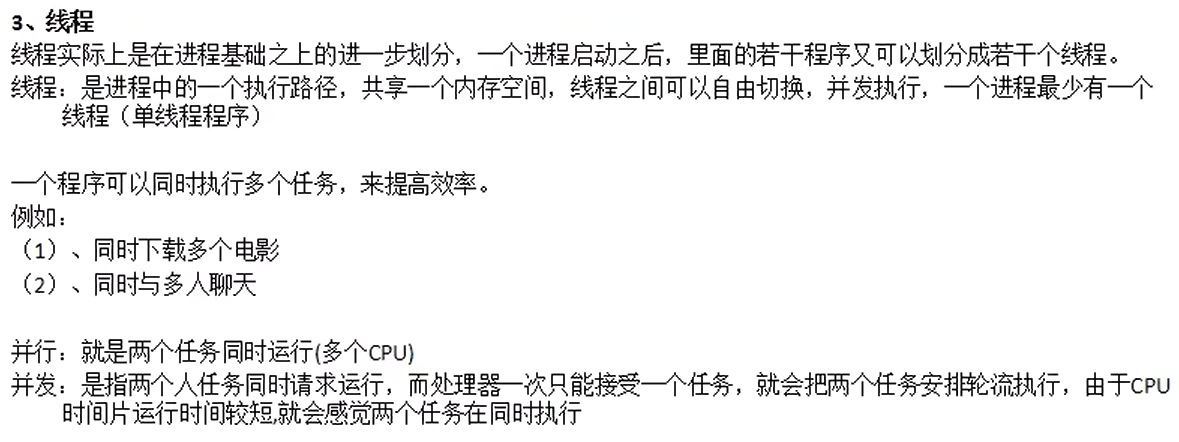 3、线程
线程实际上是在进程基础之上的进一步划分，一个进程启动之后，里面的若干程序又可以划分成若干个线程。
线程：是进程中的一个执行路径，共享一个内存空间，线程之间可以自由切换，并发执行，一个进程最少有一个
线程（单线程程序）
一个程序可以同时执行多个任务，来提高效率。
例如：
（1）、同时下载多个电影
（2）、同时与多人聊天
并行：就是两个任务同时运行(多个CPU)
并发：是指两个人任务同时请求运行，而处理器一次只能接受一个任务，就会把两个任务安排轮流执行，由于CPU
时间片运行时间较短,就会感觉两个任务在同时执行